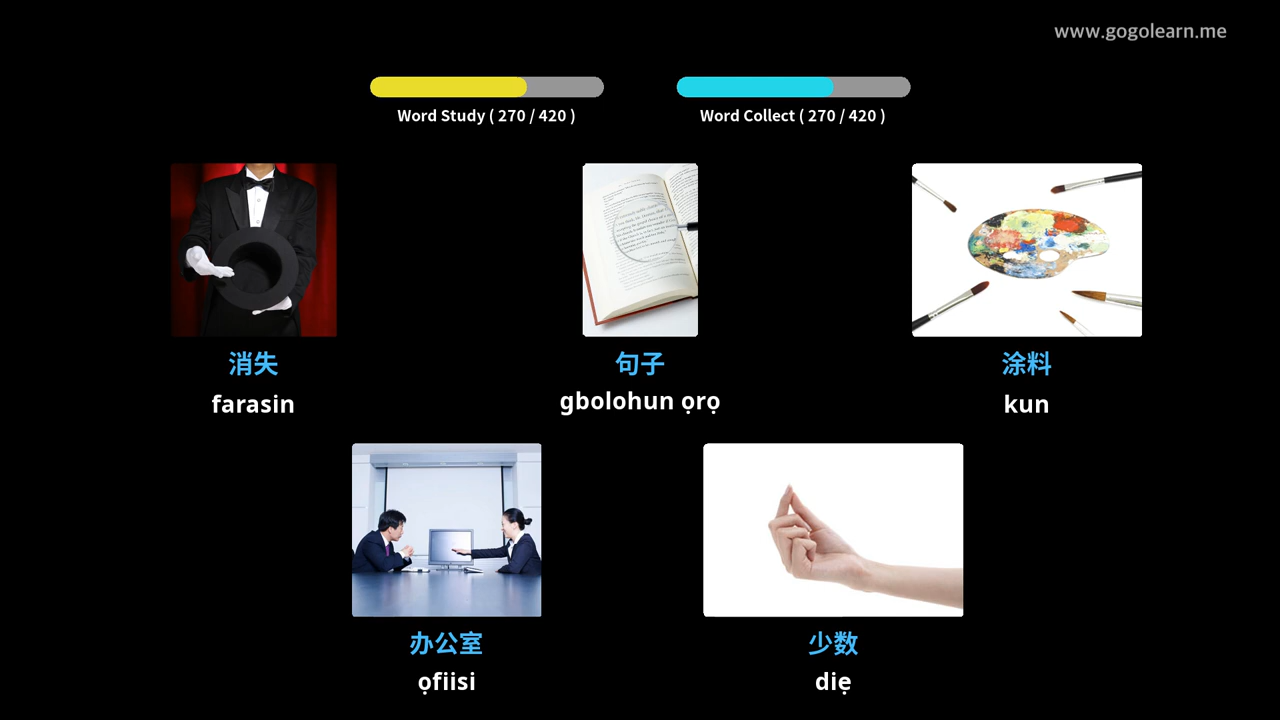 www.gogolearn.me
Word Study ( 270 / 420 )
Word Collect ( 270 / 420 )
消失
farasin
句子
gbolohun ọrọ
涂料
kun
办公室
ọfiisi
少数
diẹ